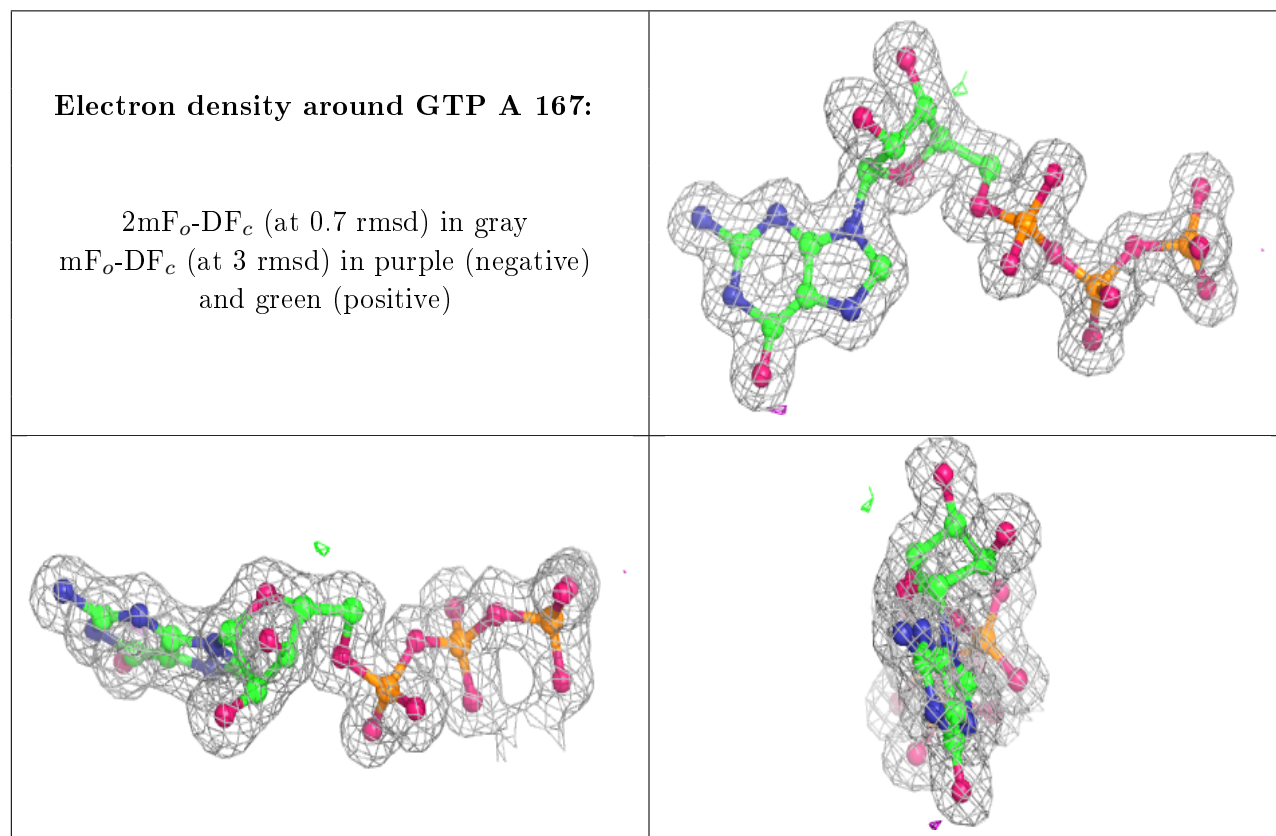 Electron density around GTP A 167:
2mFo-DFc (at 0.7 rmsd) in gray
mFo-DFc (at 3 rmsd) in purple (negative)
and green (positive)